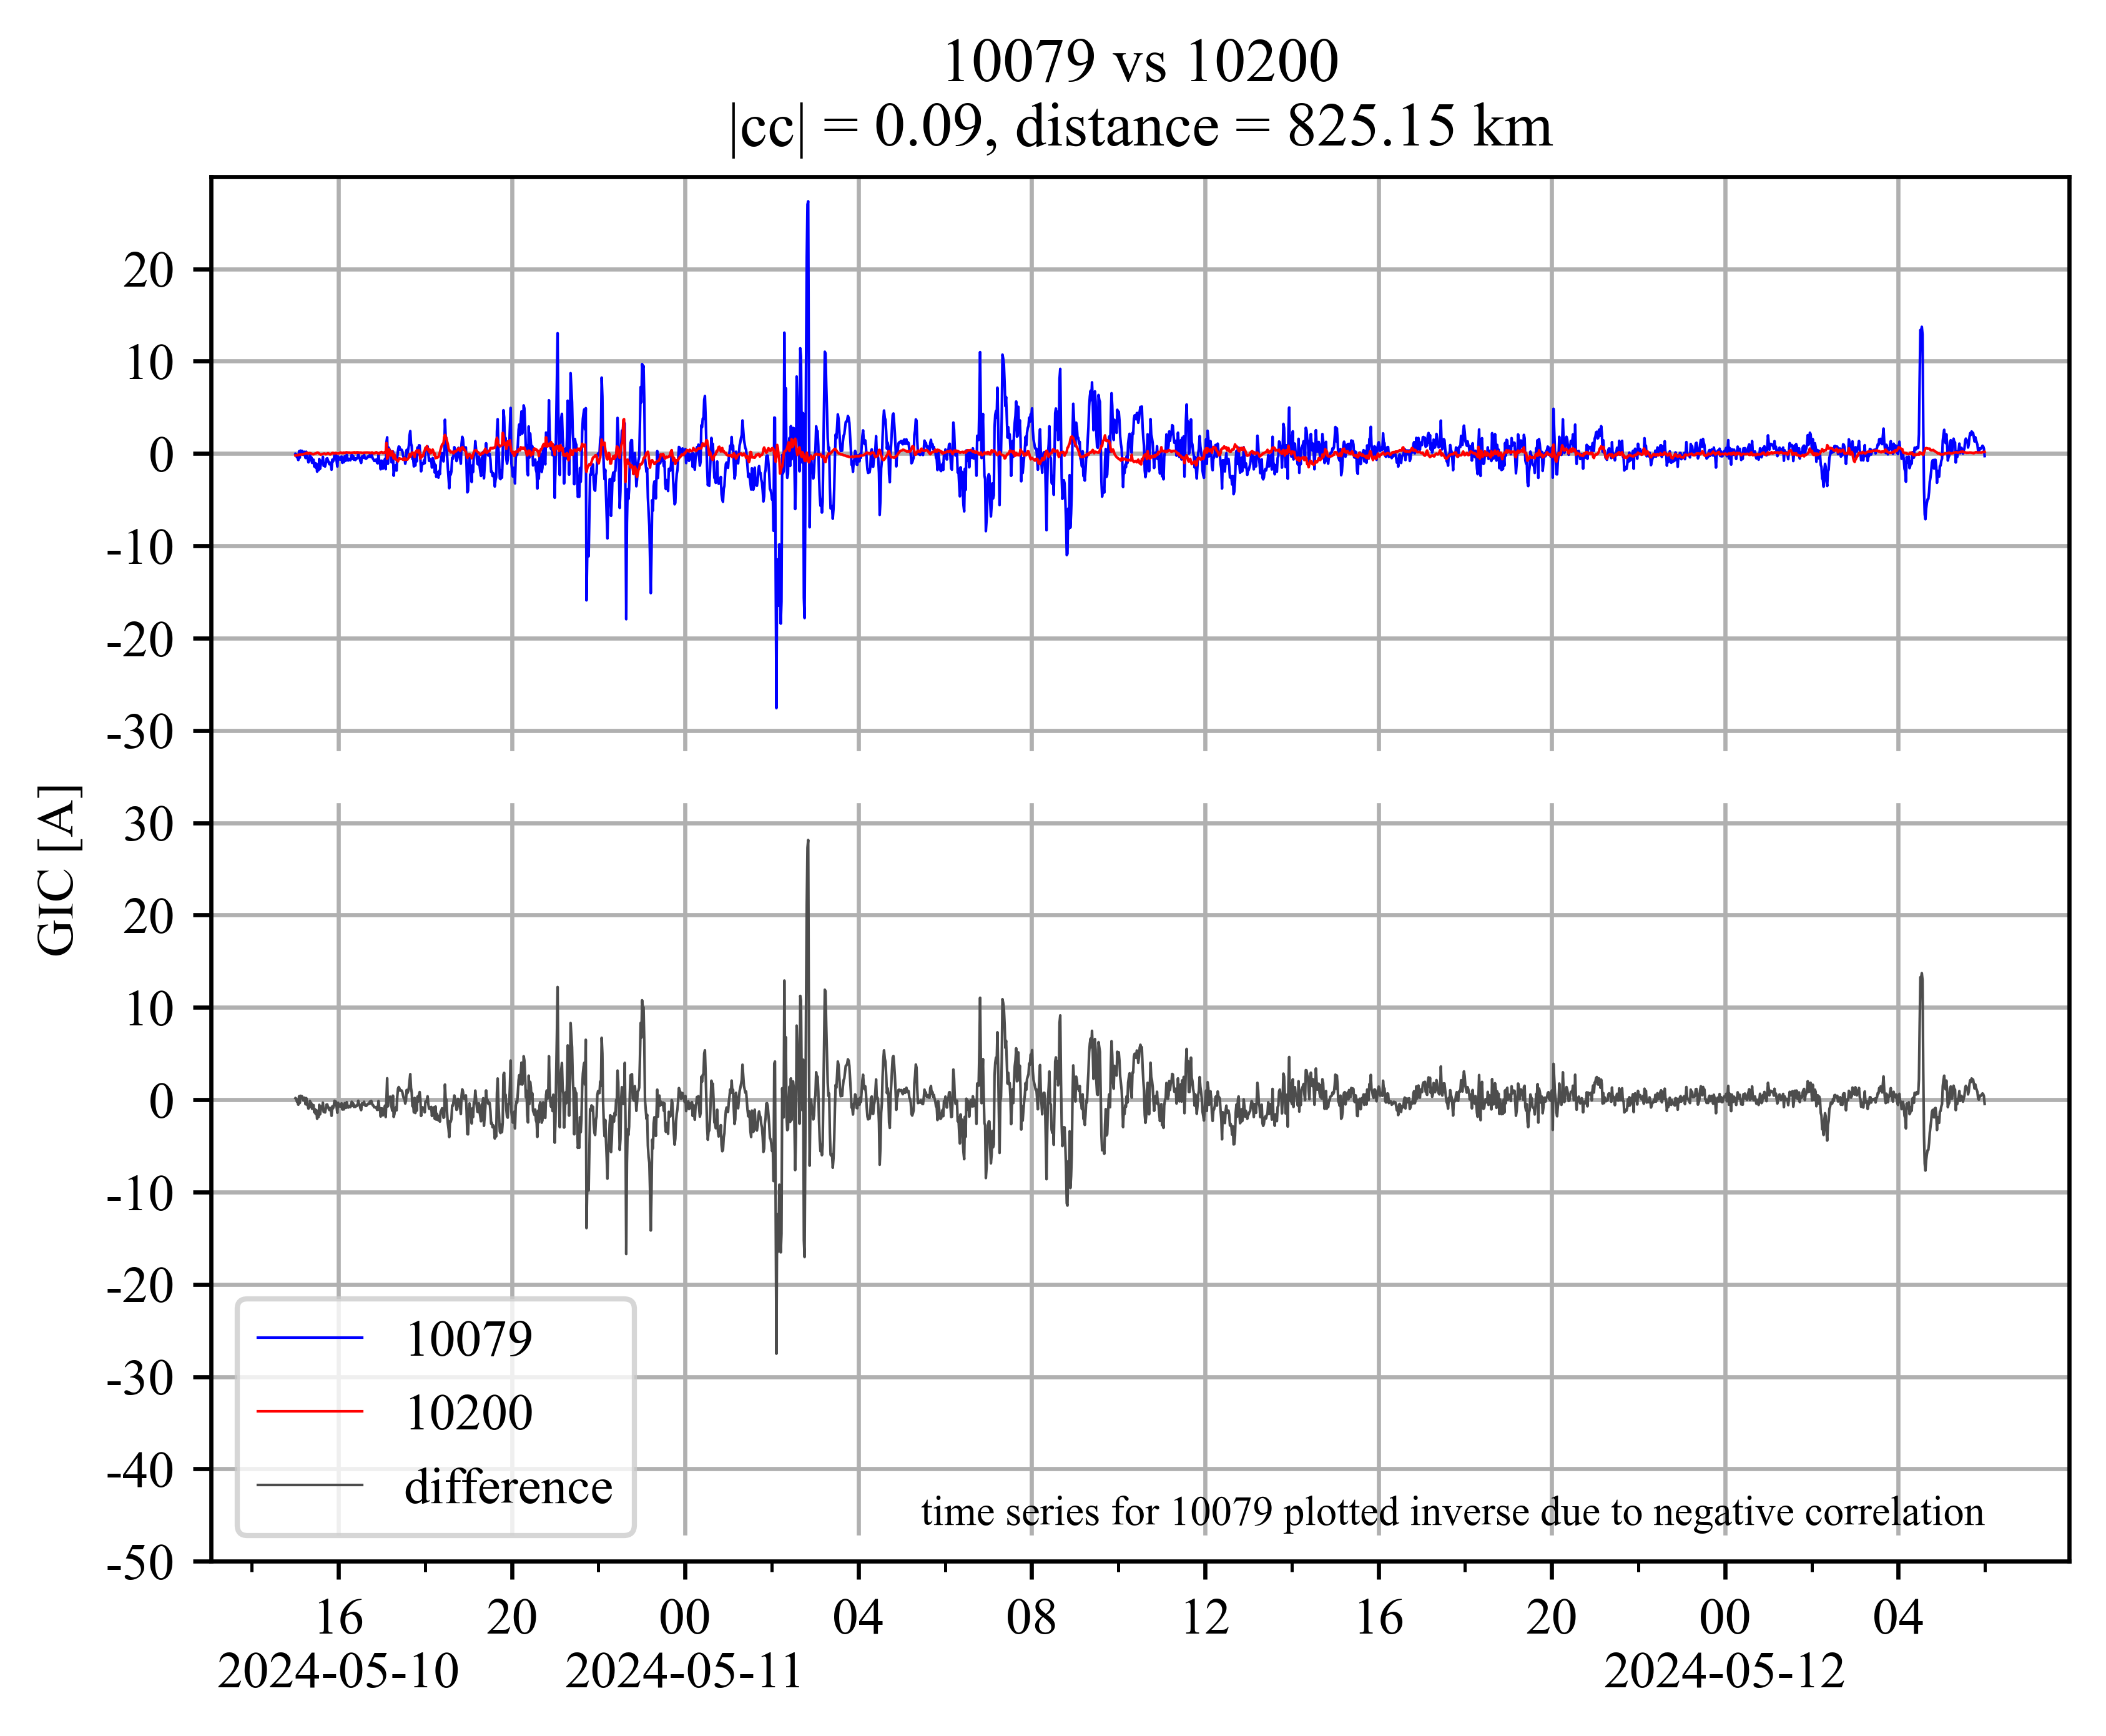 10079 vs 10200
|cc| = 0.09, distance = 825.15 km
20
10
0
-10
-20
-30
30
20
10
0
-10
-20
-30
-40
-50
GIC [A]
10079
10200
difference
time series for 10079 plotted inverse due to negative correlation
16 20 00 04 08 12 16 20 00 04
2024-05-10 2024-05-11 2024-05-12